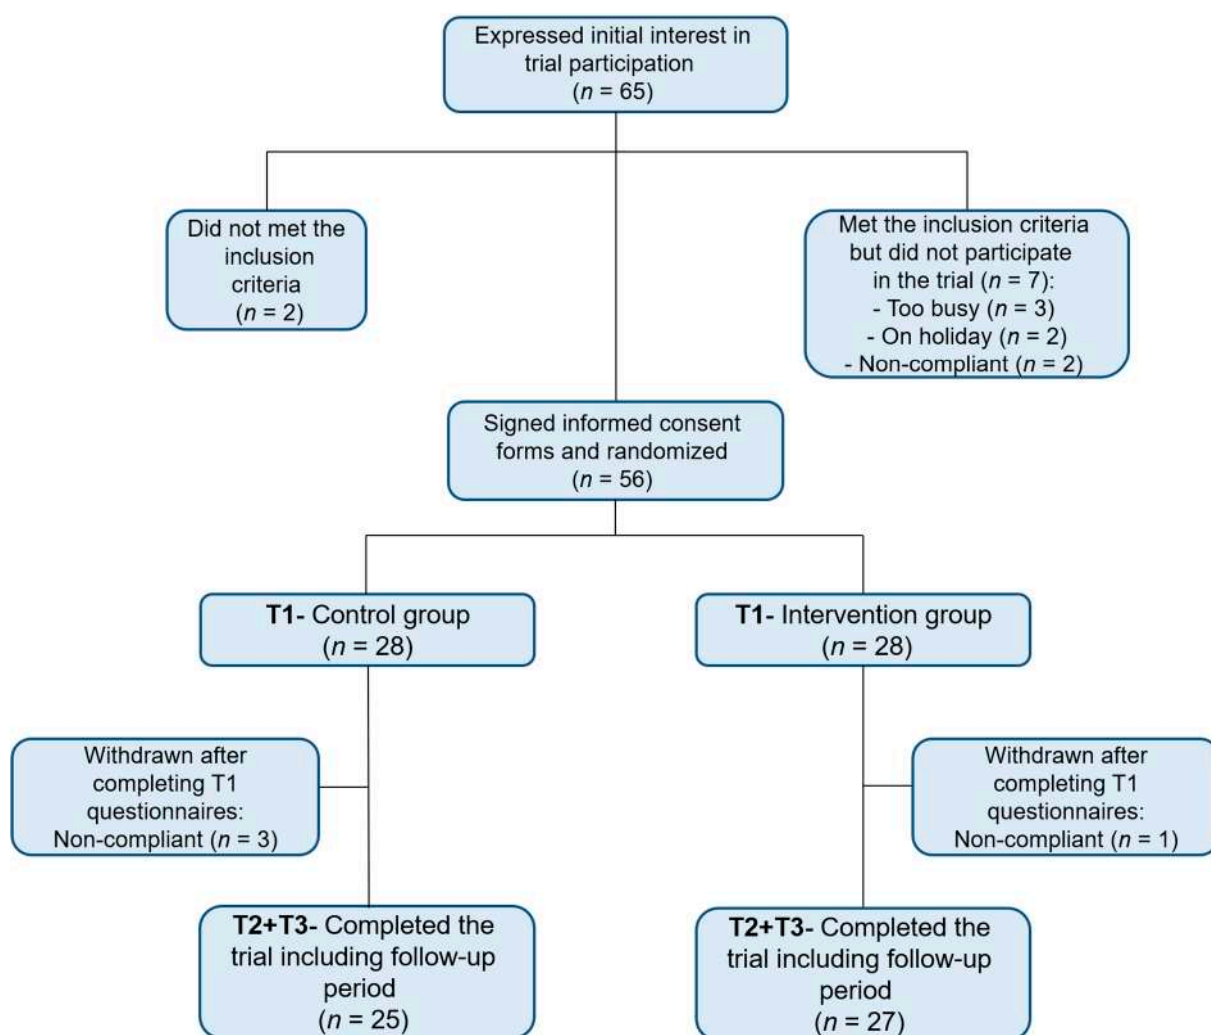 Expressed initial interest in
trial participation
(n = 65)
Did not met the
inclusion
criteria
(n = 2)
Met the inclusion criteria
but did not participate
in the trial (n = 7):
- Too busy (n = 3)
- On holiday (n = 2)
- Non-compliant (n = 2)
Signed informed consent
forms and randomized
(n = 56)
T1- Control group
(n = 28)
T1- Intervention group
(n = 28)
Withdrawn after
completing T1
questionnaires:
Non-compliant (n = 3)
Withdrawn after
completing T1
questionnaires:
Non-compliant (n = 1)
T2+T3- Completed the
trial including follow-up
period
(n = 25)
T2+T3- Completed the
trial including follow-up
period
(n = 27)